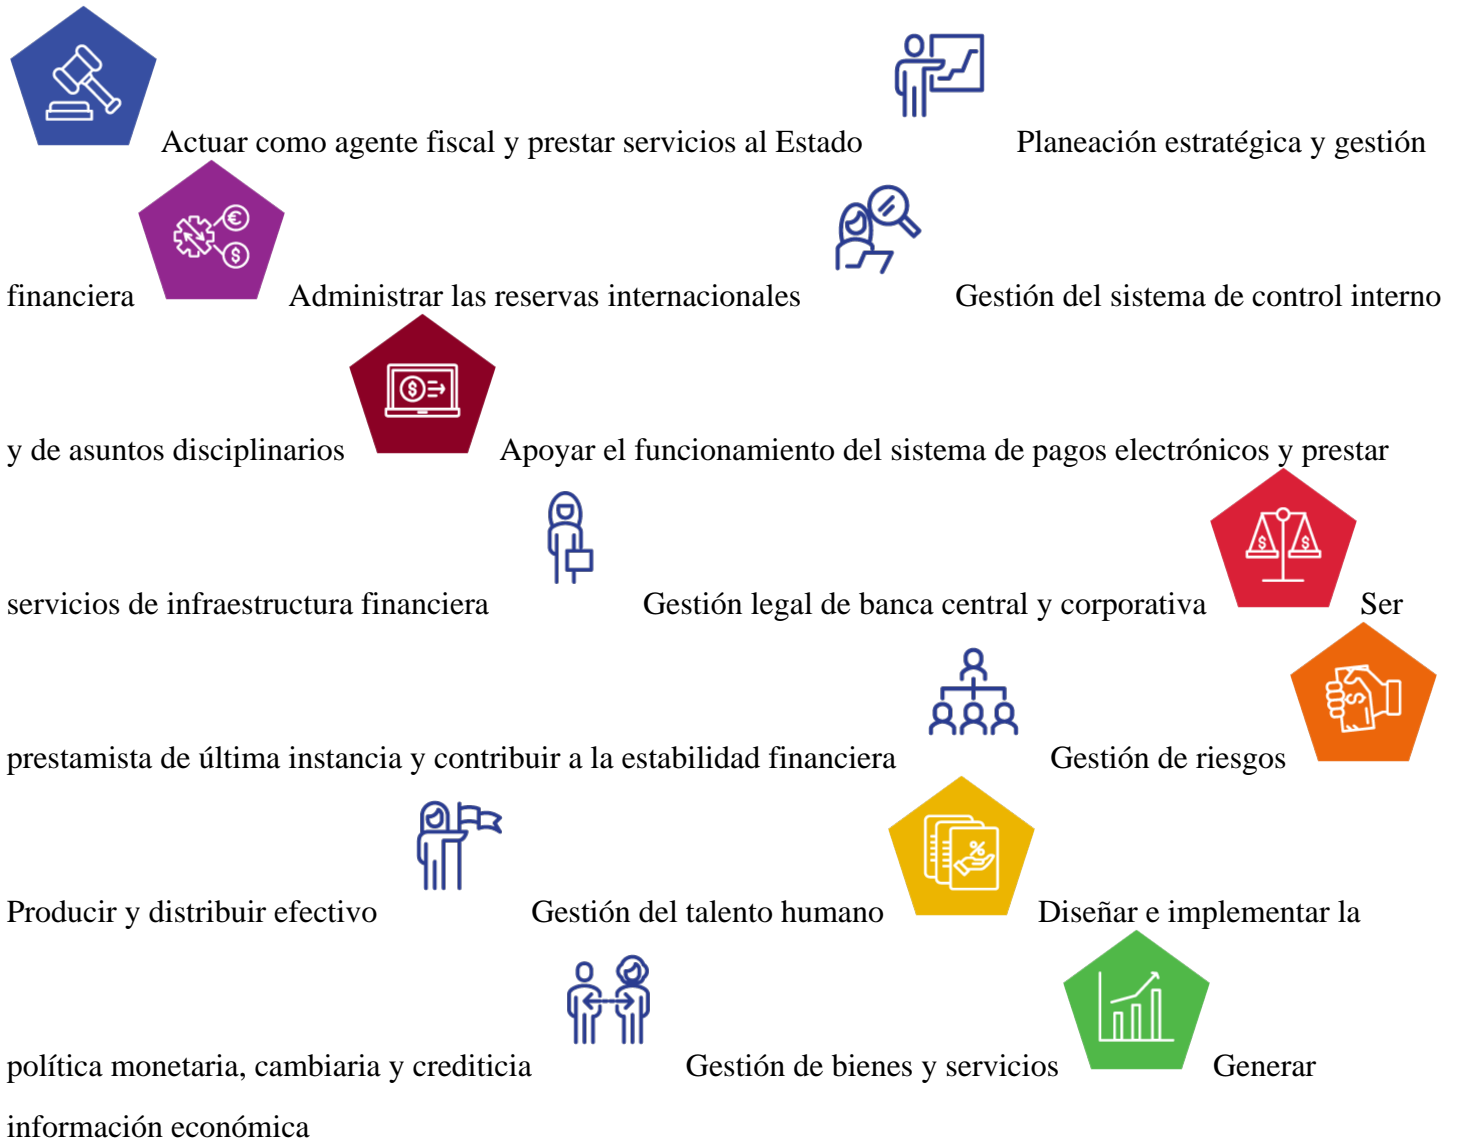 Actuar como agente fiscal y prestar servicios al Estado Planeación estratégica y gestión
financiera € $ Administrar las reservas internacionales Gestión del sistema de control interno
y de asuntos disciplinarios $ Apoyar el funcionamiento del sistema de pagos electrónicos y prestar
servicios de infraestructura financiera Gestión legal de banca central y corporativa $ $ Ser
prestamista de última instancia y contribuir a la estabilidad financiera Gestión de riesgos $
Producir y distribuir efectivo Gestión del talento humano % Diseñar e implementar la
política monetaria, cambiaria y crediticia Gestión de bienes y servicios Generar
información económica